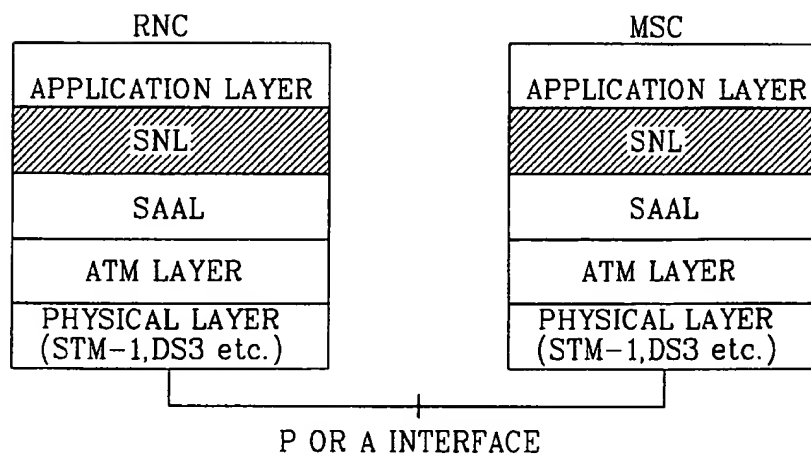 RNC
APPLICATION LAYER
SNL
SAAL
ATM LAYER
PHYSICAL LAYER
(STM-1,DS3 etc.)
MSC
APPLICATION LAYER
SNL
SAAL
ATM LAYER
PHYSICAL LAYER
(STM-1,DS3 etc.)
P OR A INTERFACE